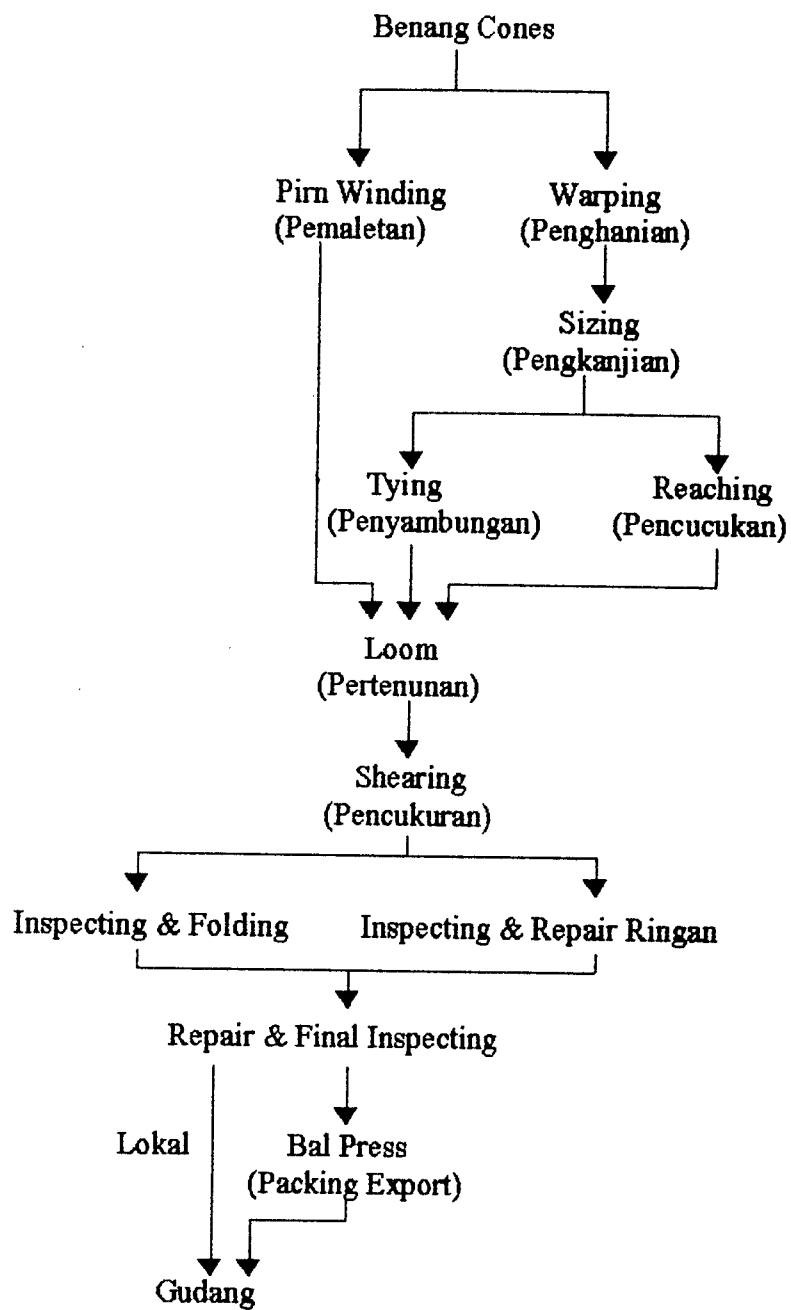 Benang Cones
Pirn Winding
(Pemaletan)
Warping
(Penghanian)
Sizing
(Pengkanjian)
Tying
(Penyambungan)
Reaching
(Pencucukan)
Loom
(Pertenunan)
Shearing
(Pencukuran)
Inspecting & Folding
Inspecting & Repair Ringan
Repair & Final Inspecting
Lokal
Bal Press
(Packing Export)
Gudang